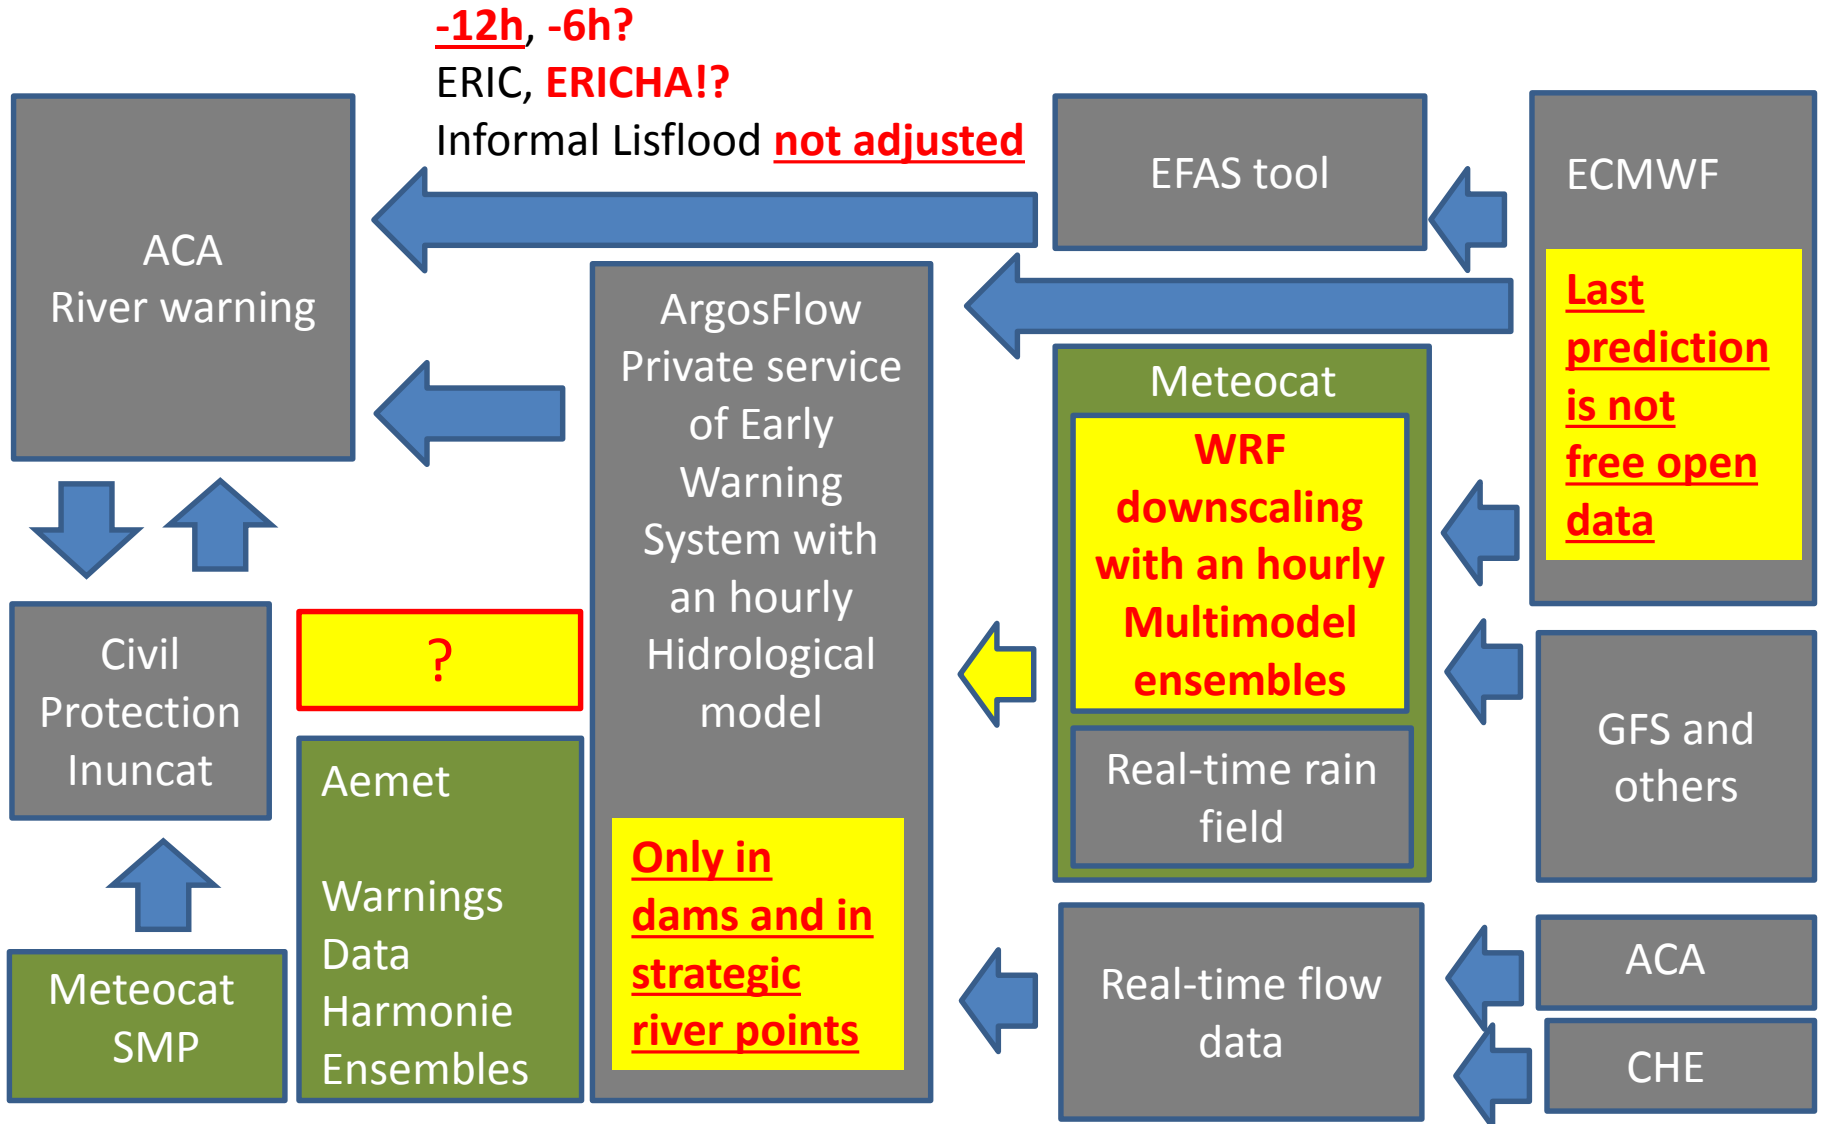 -12h, -6h?
ERIC, ERICHA!?
Informal Lisflood not adjusted
ACA
River warning
EFAS tool
ECMWF
Last
prediction
is not
free open
data
ArgosFlow
Private service
of Early
Warning
System with
an hourly
Hidrological
model
Only in
dams and in
strategic
river points
Meteocat
WRF
downscaling
with an hourly
Multimodel
ensembles
Real-time rain
field
GFS and
others
Civil
Protection
Inuncat
?
Aemet
Warnings
Data
Harmonie
Ensembles
Meteocat
SMP
Real-time flow
data
ACA
CHE